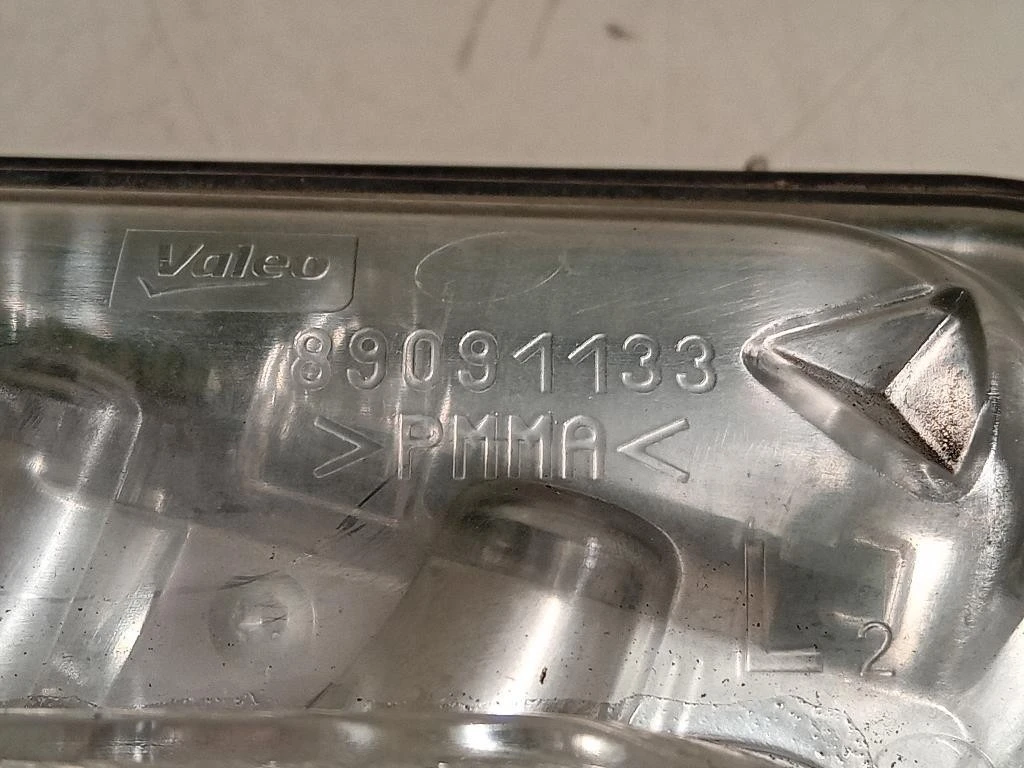 Valeo
89091133
>PMMA<
L 2